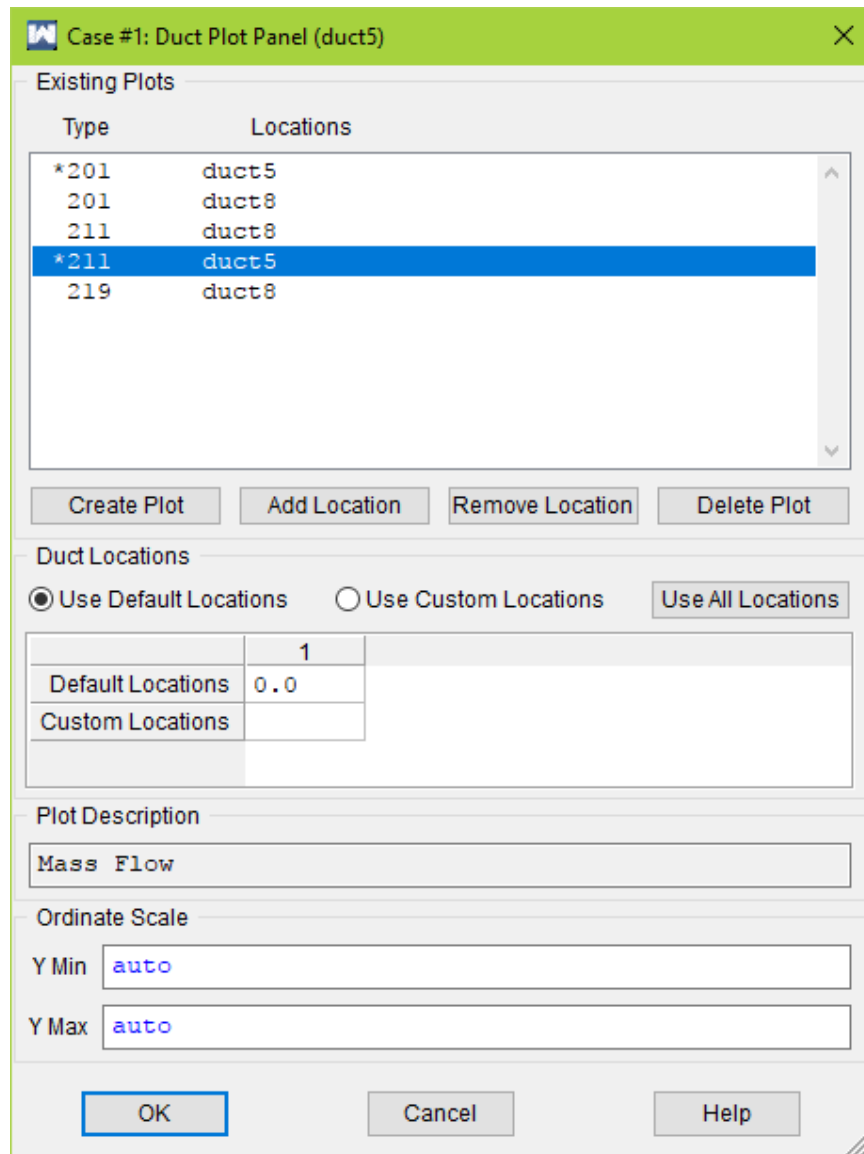 Case #1: Duct Plot Panel (duct5)
Existing Plots
Type Locations
*201 duct5
201 duct8
211 duct8
*211 duct5
219 duct8
Create Plot Add Location Remove Location Delete Plot
Duct Locations
Use Default Locations Use Custom Locations Use All Locations
1
Default Locations 0.0
Custom Locations
Plot Description
Mass Flow
Ordinate Scale
Y Min auto
Y Max auto
OK Cancel Help